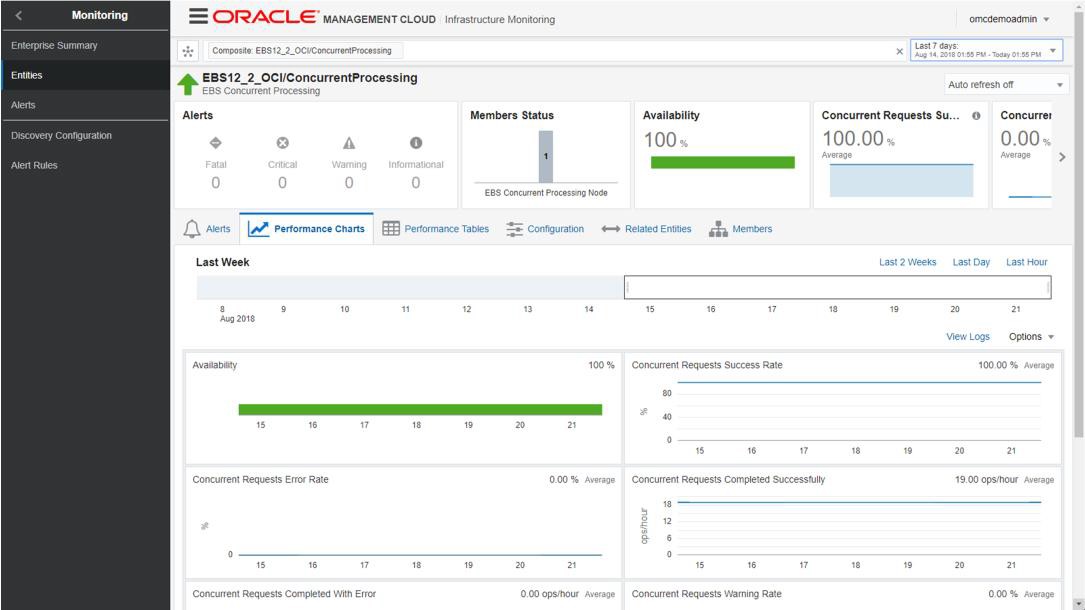 Monitoring
Enterprise Summary
Entities
Alerts
Discovery Configuration
Alert Rules
ORACLE® MANAGEMENT CLOUD | Infrastructure Monitoring
omcdemoadmin
Composite: EBS12_2_OCI/ConcurrentProcessing
Last 7 days:
Aug 14, 2018 01:55 PM - Today 01:55 PM
EBS12_2_OCI/ConcurrentProcessing
EBS Concurrent Processing
Auto refresh off
Alerts
Fatal Critical Warning Informational
0 0 0 0
Members Status
1
EBS Concurrent Processing Node
Availability
100 %
Concurrent Requests Su...
100.00 %
Average
Concurrer
0.00 %
Average
Alerts Performance Charts Performance Tables Configuration Related Entities Members
Last Week
Last 2 Weeks Last Day Last Hour
8 9 10 11 12 13 14 15 16 17 18 19 20 21
Aug 2018
View Logs Options
Availability 100 %
15 16 17 18 19 20 21
Concurrent Requests Success Rate 100.00 % Average
80
40
0
%
15 16 17 18 19 20 21
Concurrent Requests Error Rate 0.00 % Average
%
0
15 16 17 18 19 20 21
Concurrent Requests Completed Successfully 19.00 ops/hour Average
18
12
6
0
ops/hour
15 16 17 18 19 20 21
Concurrent Requests Completed With Error 0.00 ops/hour Average
Concurrent Requests Warning Rate 0.00 % Average